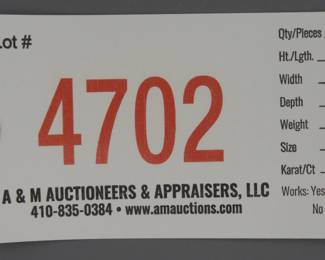 Lot #
4702
A & M AUCTIONEERS & APPRAISERS, LLC
410-835-0384 • www.amauctions.com
Qty/Pieces
Ht./Lgth.
Width
Depth
Weight
Size
Karat/Ct
Works: Yes
No